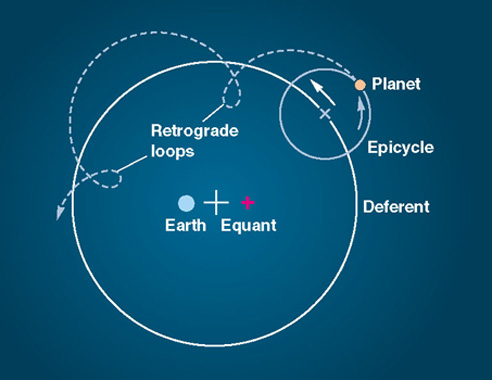 Planet
Retrograde
loops
Epicycle
Deferent
Earth Equant